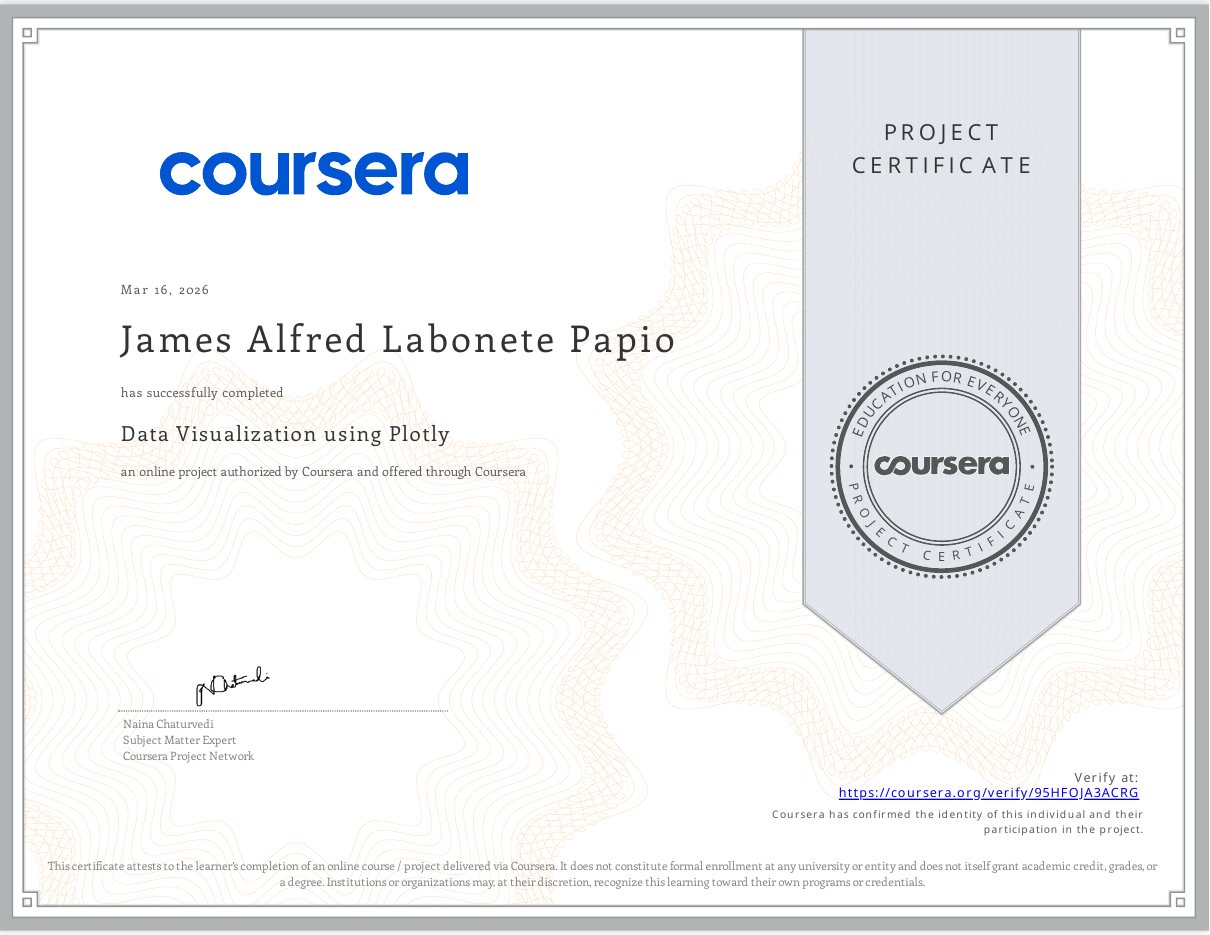 coursera
PROJECT
CERTIFICATE
Mar 16, 2026
James Alfred Labonete Papio
has successfully completed
Data Visualization using Plotly
an online project authorized by Coursera and offered through Coursera
EDUCATION FOR EVERYONE
coursera
PROJECT CERTIFICATE
Naina Chaturvedi
Subject Matter Expert
Coursera Project Network
Verify at:
https://coursera.org/verify/95HFOJA3ACRG
Coursera has confirmed the identity of this individual and their
participation in the project.
This certificate attests to the learner's completion of an online course / project delivered via Coursera. It does not constitute formal enrollment at any university or entity and does not itself grant academic credit, grades, or
a degree. Institutions or organizations may, at their discretion, recognize this learning toward their own programs or credentials.